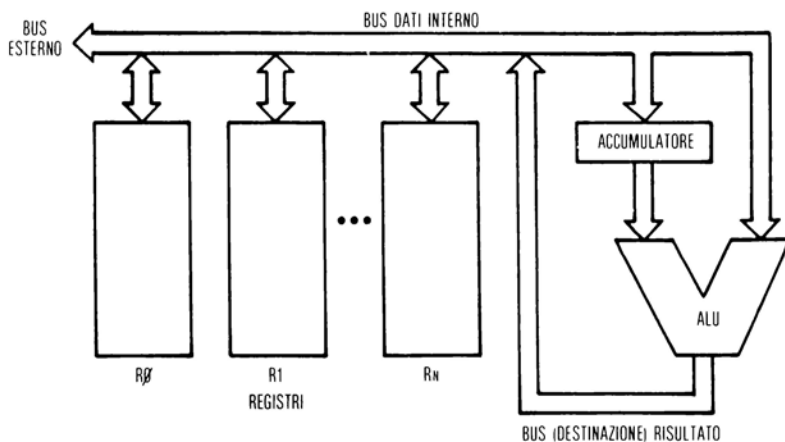 BUS
ESTERNO
BUS DATI INTERNO
ACCUMULATORE
ALU
RØ
R1
RN
REGISTRI
BUS (DESTINAZIONE) RISULTATO